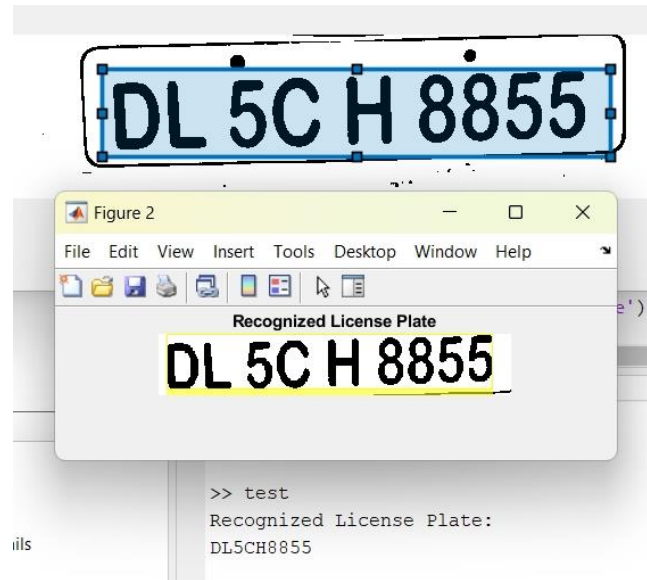 DL 5C H 8855
Figure 2
File Edit View Insert Tools Desktop Window Help
e')
Recognized License Plate
DL 5C H 8855
>> test
Recognized License Plate:
ails
DL5CH8855